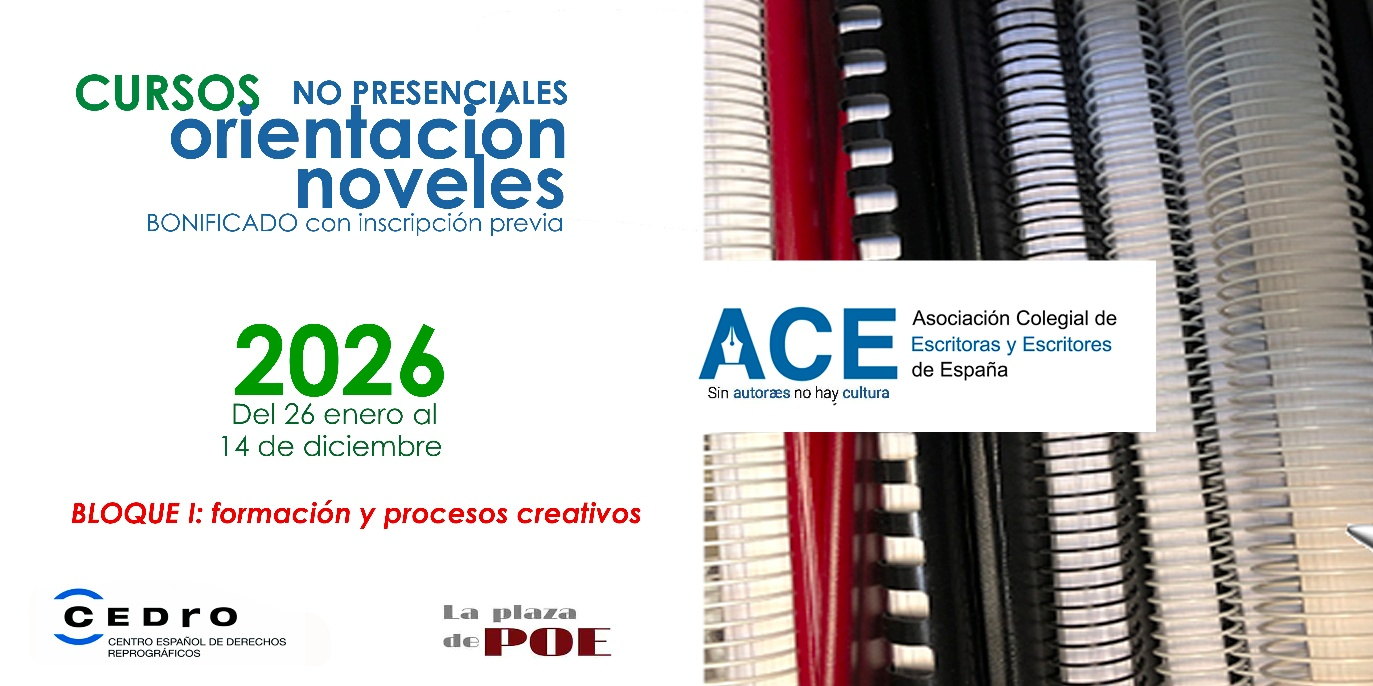 CURSOS NO PRESENCIALES
orientación
noveles
BONIFICADO con inscripción previa
2026
Del 26 enero al
14 de diciembre
BLOQUE I: formación y procesos creativos
CEDrO
CENTRO ESPAÑOL DE DERECHOS
REPROGRÁFICOS
La plaza
de POE
ACE
Asociación Colegial de
Escritoras y Escritores
de España
Sin autoræs no hay cultura